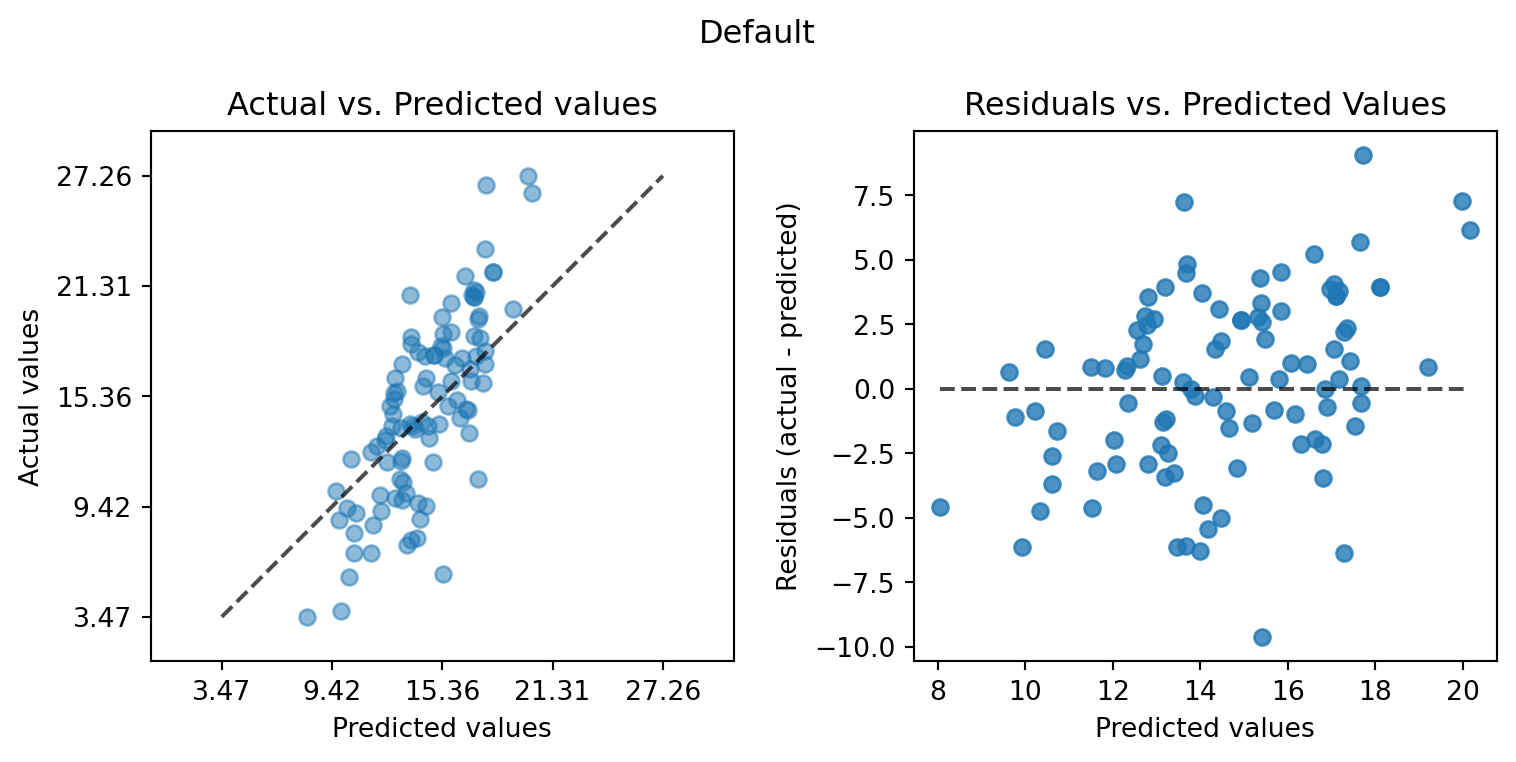 Default
Actual vs. Predicted values
Actual values
27.26
21.31
15.36
9.42
3.47
3.47 9.42 15.36 21.31 27.26
Predicted values
Residuals vs. Predicted Values
Residuals (actual - predicted)
7.5
5.0
2.5
0.0
−2.5
−5.0
−7.5
−10.0
8 10 12 14 16 18 20
Predicted values